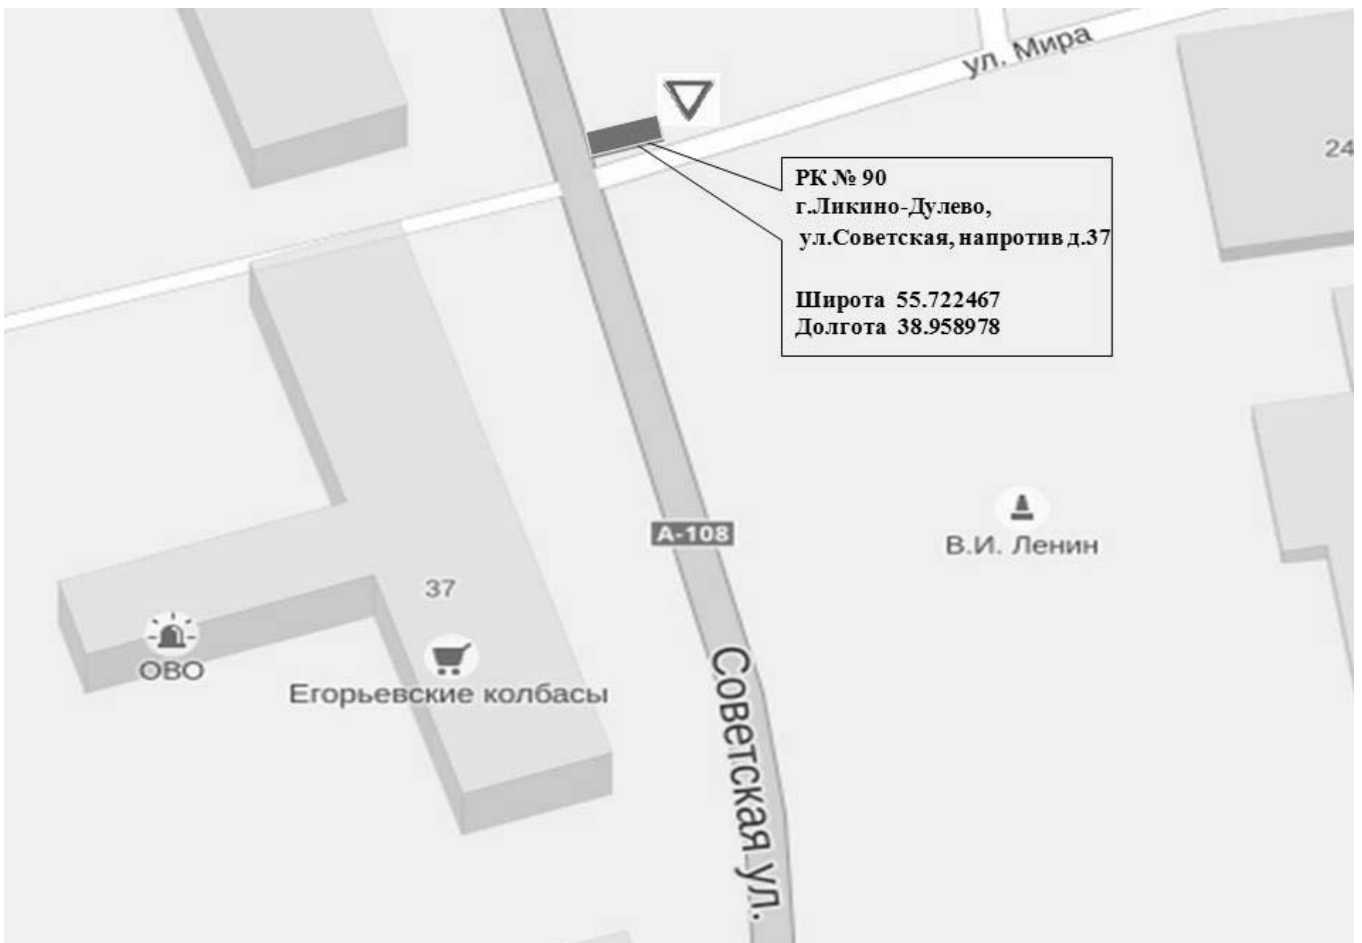 ул. Мира
24
РК № 90
г.Ликино-Дулево,
ул.Советская, напротив д.37
Широта 55.722467
Долгота 38.958978
А-108
В.И. Ленин
37
ОВО
Егорьевские колбасы
Советская ул.